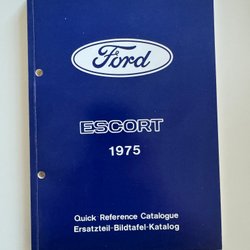 Ford
ESCORT
1975
Quick Reference Catalogue
Ersatzteil-Bildtafel-Katalog